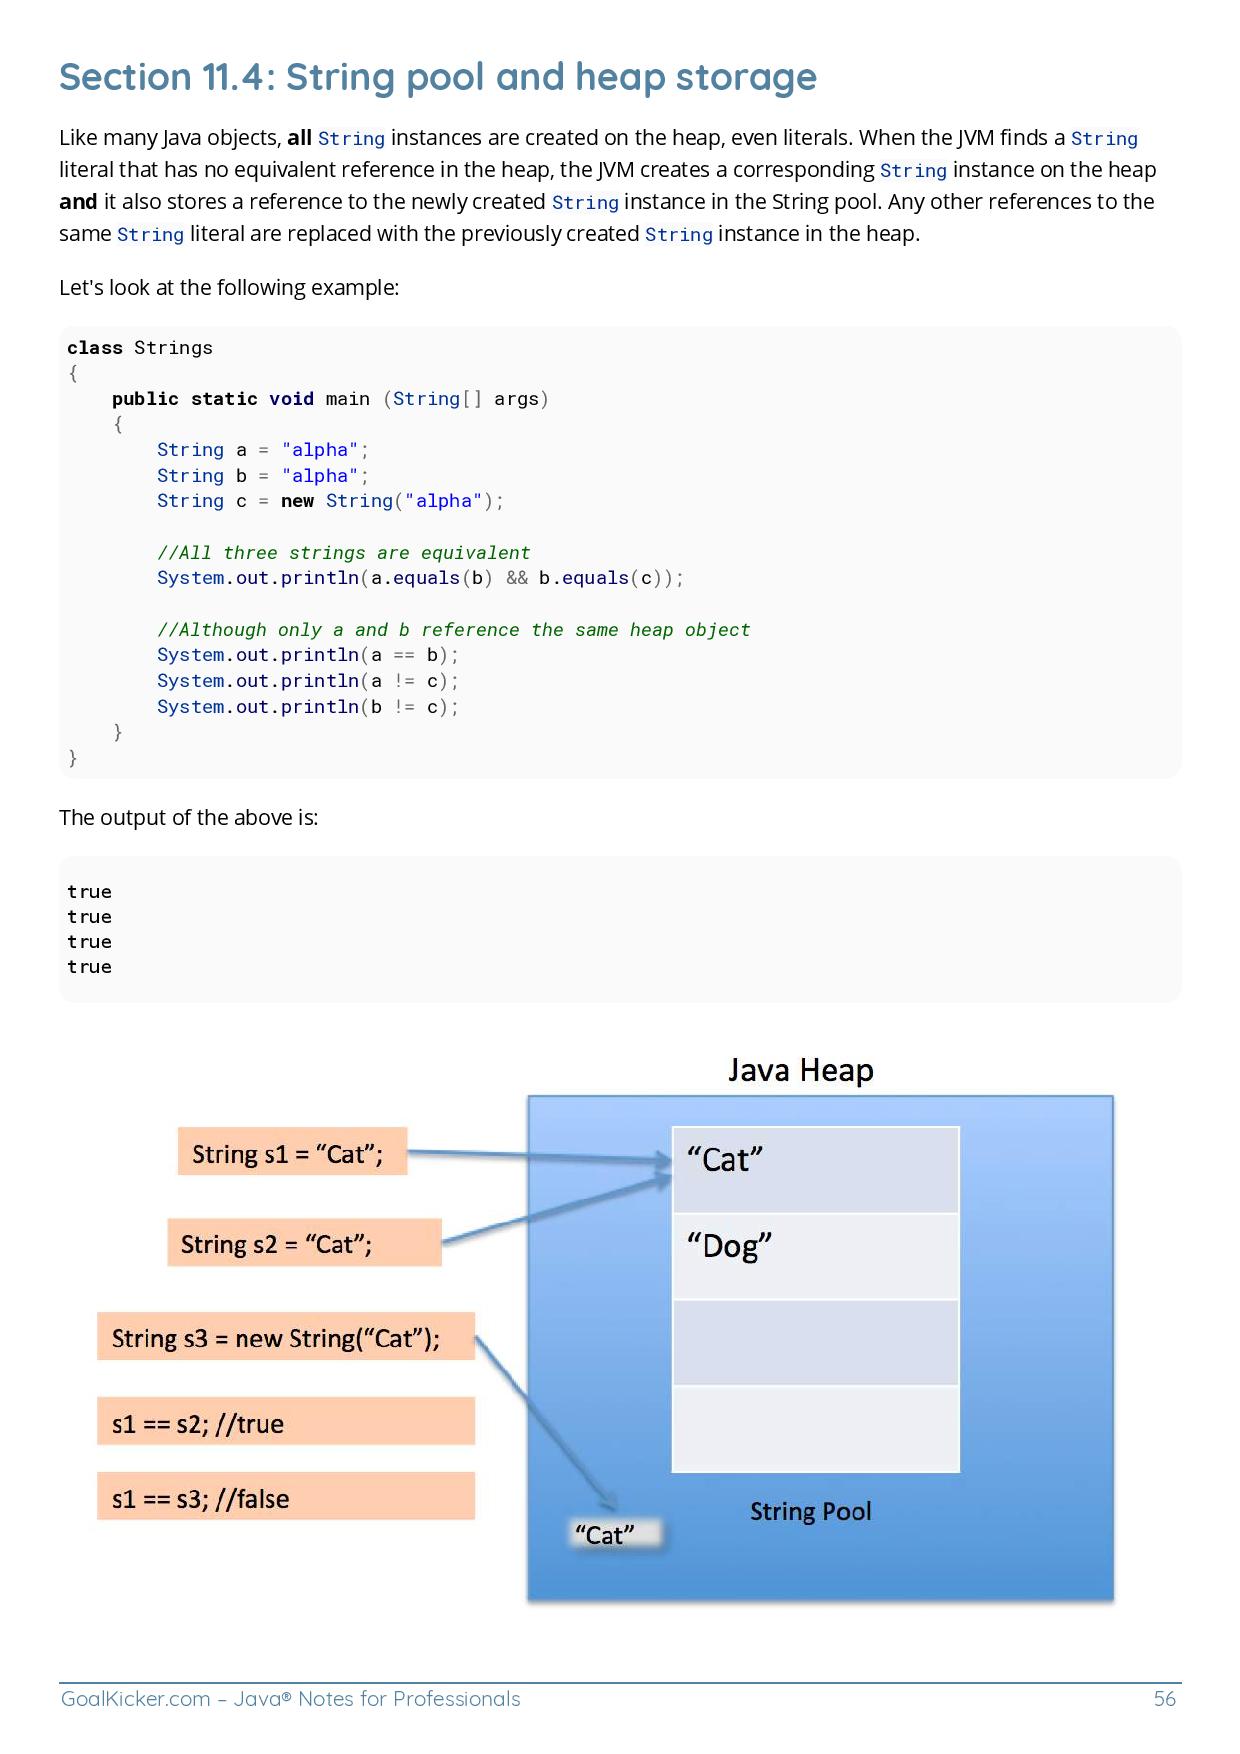 Section 11.4: String pool and heap storage
Like many Java objects, all String instances are created on the heap, even literals. When the JVM finds a String
literal that has no equivalent reference in the heap, the JVM creates a corresponding String instance on the heap
and it also stores a reference to the newly created String instance in the String pool. Any other references to the
same String literal are replaced with the previously created String instance in the heap.
Let's look at the following example:
class Strings
{
    public static void main (String[] args)
    {
        String a = "alpha";
        String b = "alpha";
        String c = new String("alpha");
        //All three strings are equivalent
        System.out.println(a.equals(b) && b.equals(c));
        //Although only a and b reference the same heap object
        System.out.println(a == b);
        System.out.println(a != c);
        System.out.println(b != c);
    }
}
The output of the above is:
true
true
true
true
Java Heap
String s1 = “Cat”;
“Cat”
String s2 = “Cat”;
“Dog”
String s3 = new String(“Cat”);
s1 == s2; //true
s1 == s3; //false
String Pool
“Cat”
GoalKicker.com – Java® Notes for Professionals
56